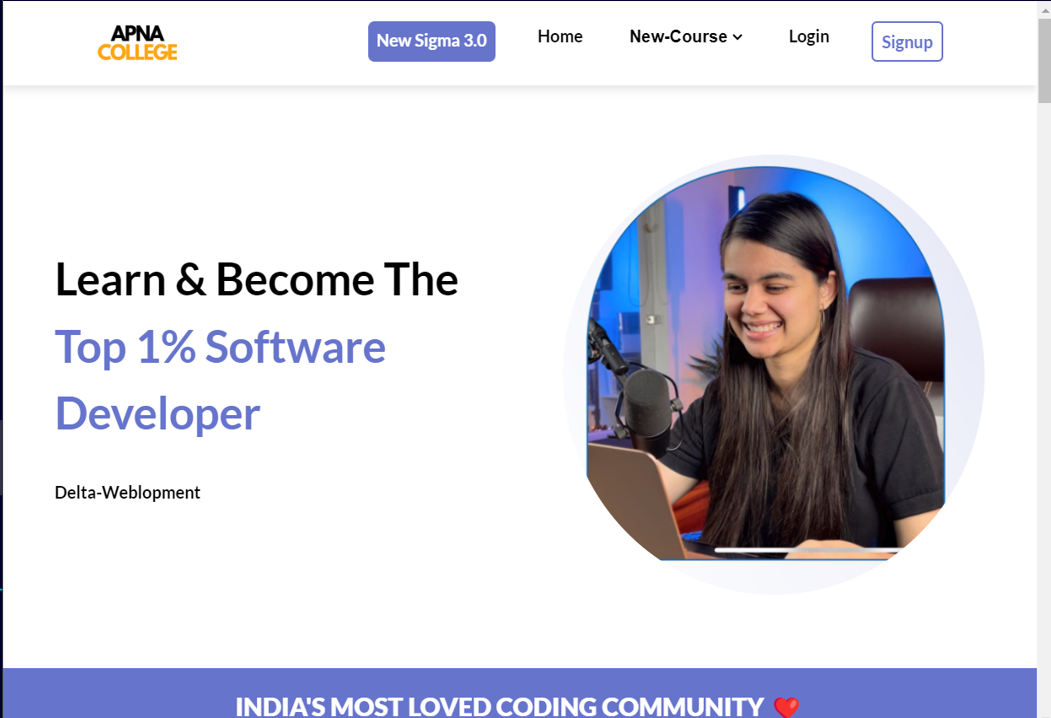 APNA
COLLEGE
New Sigma 3.0
Home
New-Course
Login
Signup
Learn & Become The
Top 1% Software
Developer
Delta-Weblopment
INDIA'S MOST LOVED CODING COMMUNITY ❤️